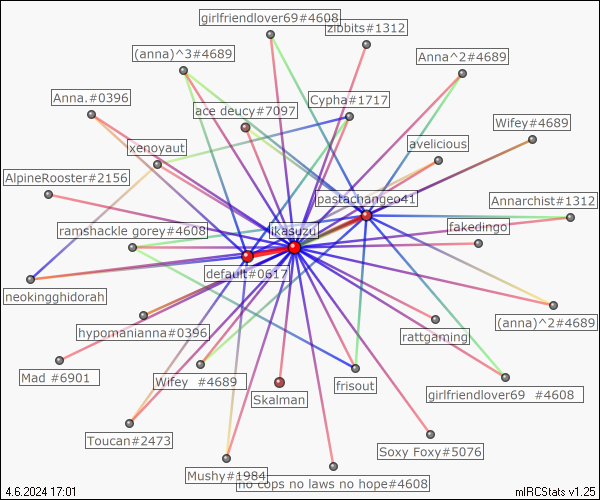 girlfriendlover69#4608
zibbits#1312
(anna)^3#4689
Anna^2#4689
Anna.#0396
Cypha#1717
ace deucy#7097
Wifey#4689
xenoyaut
avelicious
AlpineRooster#2156
pastachangeo41
Annarchist#1312
ramshackle gorey#4608
ikasuzu
fakedingo
default#0617
neokingghidorah
(anna)^2#4689
hypomanianna#0396
rattgaming
Mad #6901
Wifey  #4689
frisout
girlfriendlover69  #4608
Skalman
Toucan#2473
Soxy Foxy#5076
Mushy#1984
no cops no laws no hope#4608
4.6.2024 17:01
mIRCStats v1.25